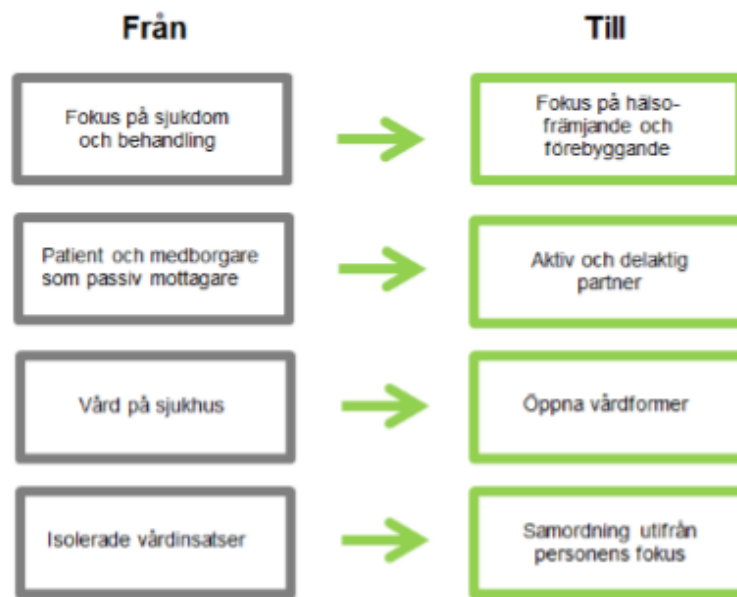 Från
Till
Fokus på sjukdom
och behandling
Fokus på hälso-
främjande och
förebyggande
Patient och medborgare
som passiv mottagare
Aktiv och delaktig
partner
Vård på sjukhus
Öppna vårdformer
Isolerade vårdinsatser
Samordning utifrån
personens fokus